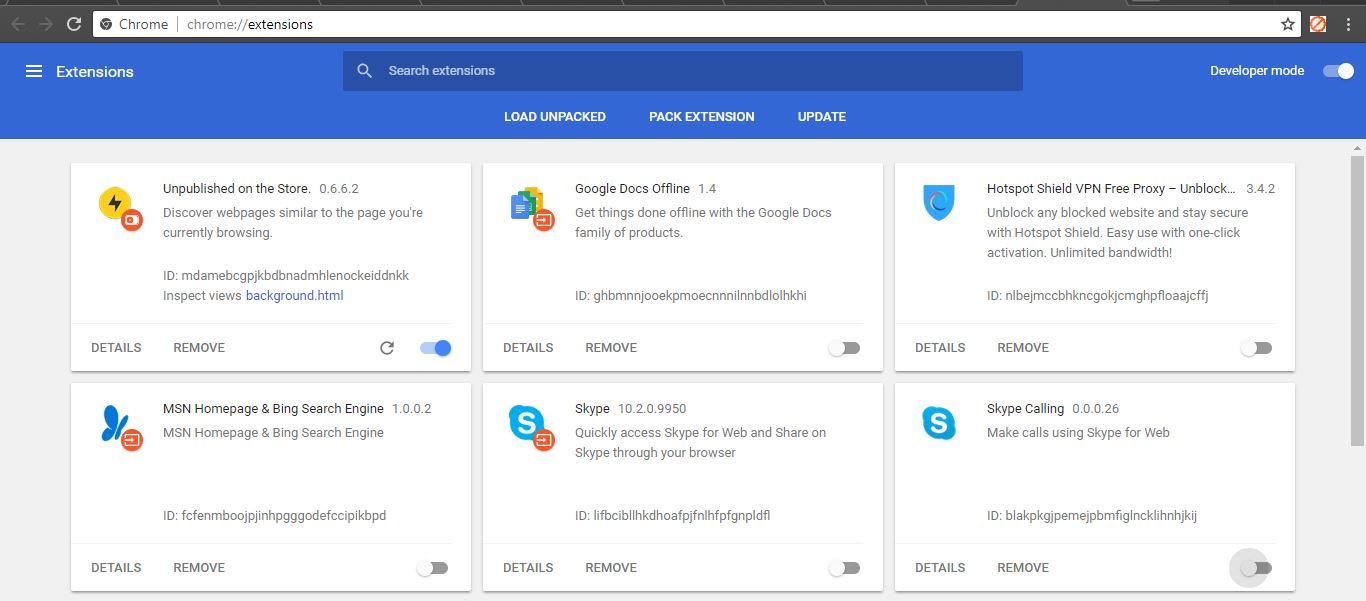 Chrome chrome://extensions
Extensions
Search extensions
Developer mode
LOAD UNPACKED PACK EXTENSION UPDATE
Unpublished on the Store. 0.6.6.2
Discover webpages similar to the page you're
currently browsing.
ID: mdamebcgpjkbdbnadmhlenockeiddnkk
Inspect views background.html
DETAILS REMOVE
Google Docs Offline 1.4
Get things done offline with the Google Docs
family of products.
ID: ghbmnnjooekpmoecnnnilnnbdlolhkhi
DETAILS REMOVE
Hotspot Shield VPN Free Proxy – Unblock... 3.4.2
Unblock any blocked website and stay secure
with Hotspot Shield. Easy use with one-click
activation. Unlimited bandwidth!
ID: nlbejmccbhkncgokjcmghpfloaajcffj
DETAILS REMOVE
MSN Homepage & Bing Search Engine 1.0.0.2
MSN Homepage & Bing Search Engine
ID: fcfenmboojpjinhpgggodefccipikbpd
DETAILS REMOVE
Skype 10.2.0.9950
Quickly access Skype for Web and Share on
Skype through your browser
ID: lifbcibllhkdhoafpjfnlhfpfgnpldfl
DETAILS REMOVE
Skype Calling 0.0.0.26
Make calls using Skype for Web
ID: blakpkgjpemejpbmfiglncklihnhjkij
DETAILS REMOVE